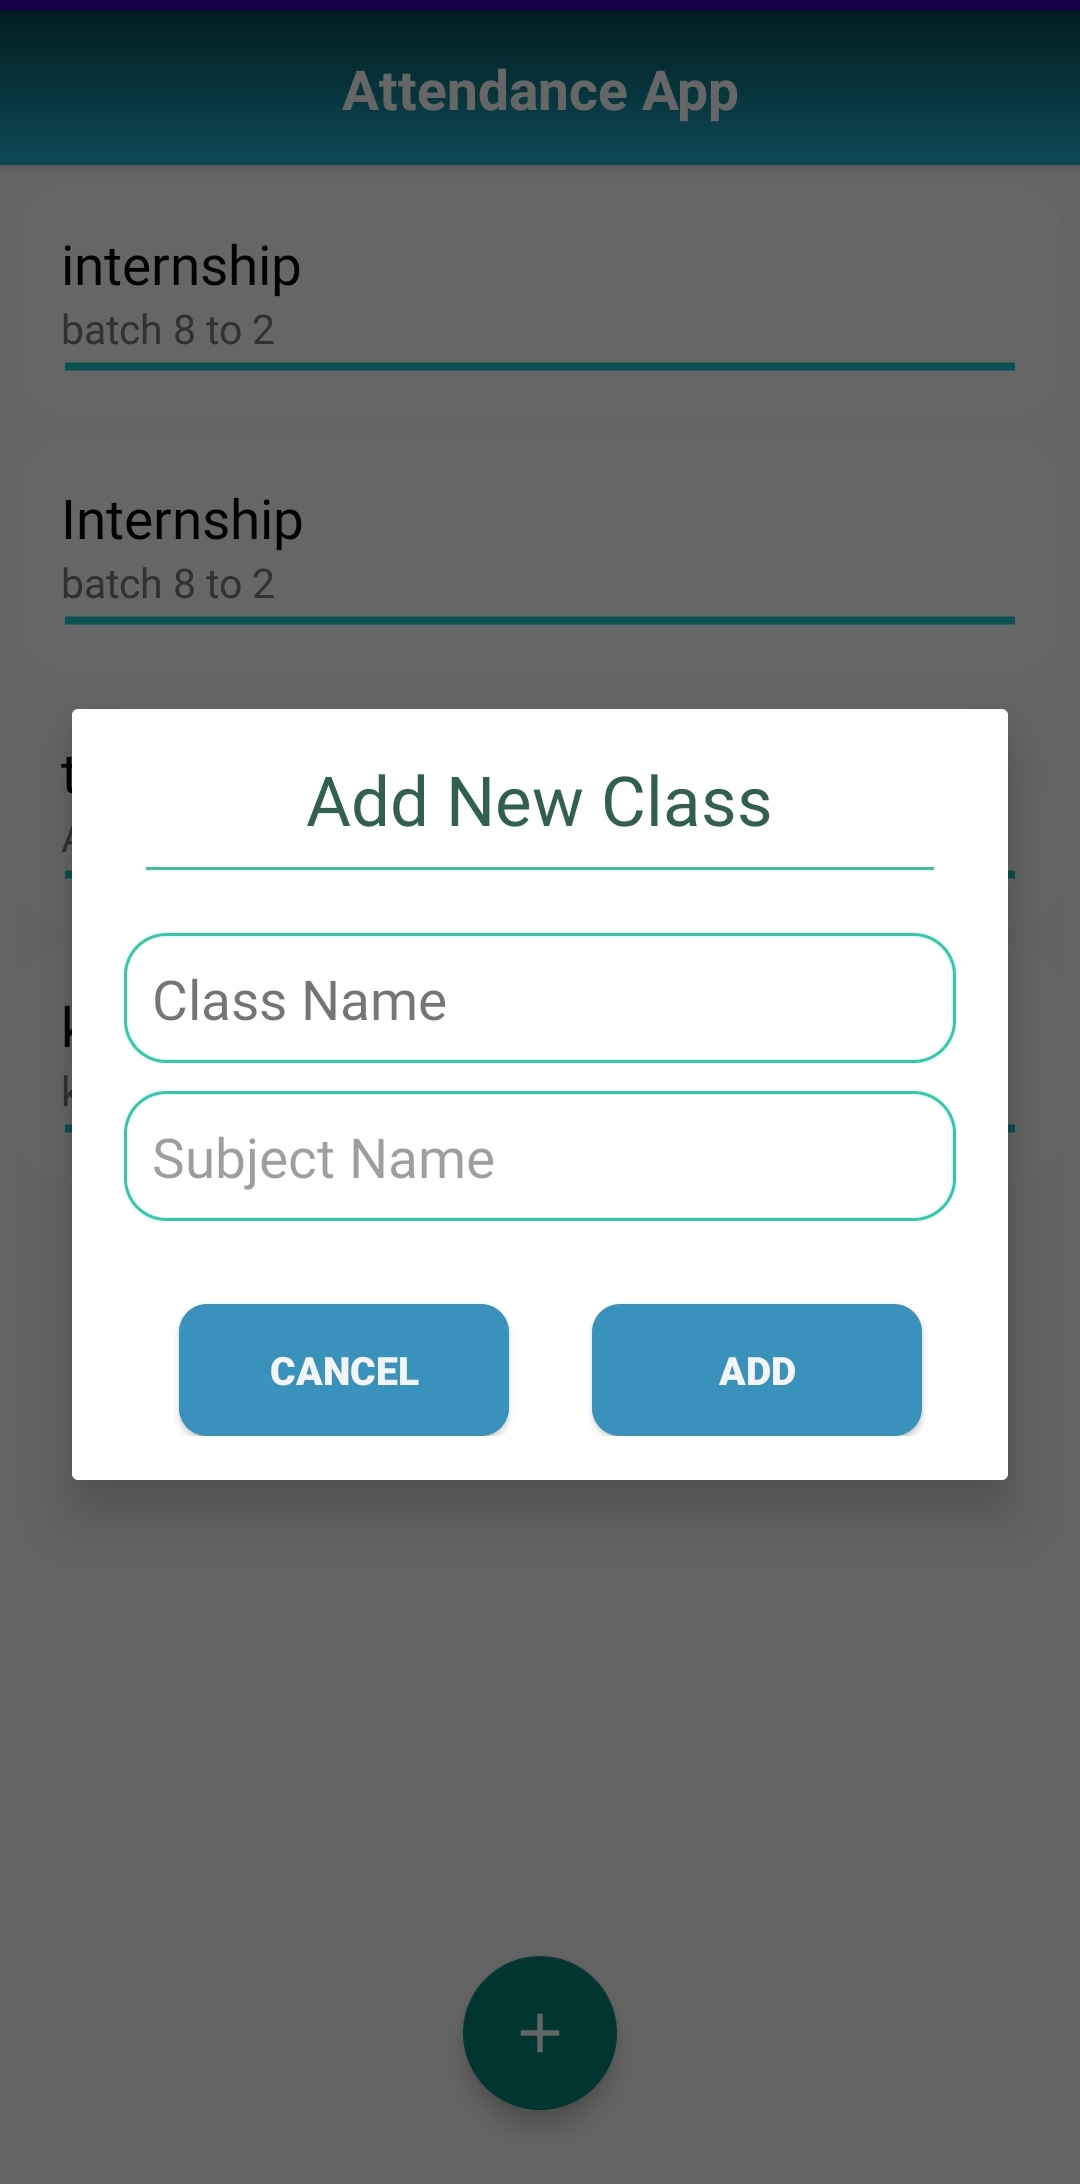 Attendance App
internship
batch 8 to 2
Internship
batch 8 to 2
Add New Class
Class Name
Subject Name
CANCEL
ADD
+